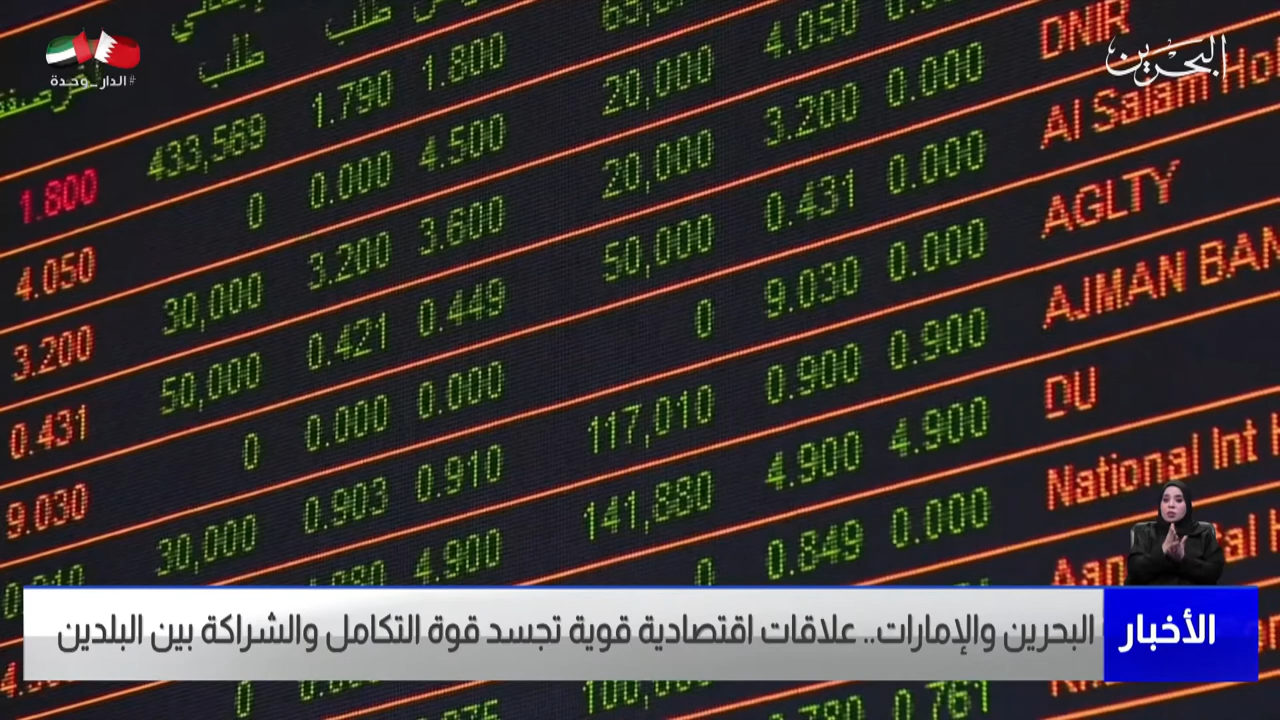 طلب
#الدار_وحدة
البحرين
1.790 1.800 4.050 DNIR
1.800 433,569 0.000 4.500 20,000 3.200 0.000 Al Salam
4.050 0 3.200 3.600 20,000 0.431 0.000 AGLTY
3.200 30,000 0.421 0.449 50,000 9.030 0.000 AJMAN
0.431 50,000 0.000 0.000 0 0.900 0.900 DU
9.030 0 0.903 0.910 117,010 4.900 4.900 National Int
30,000 4.900 141,880 0.849 0.000
0
الأخبار
البحرين والإمارات.. علاقات اقتصادية قوية تجسد قوة التكامل والشراكة بين البلدين
0 100,000 0.761